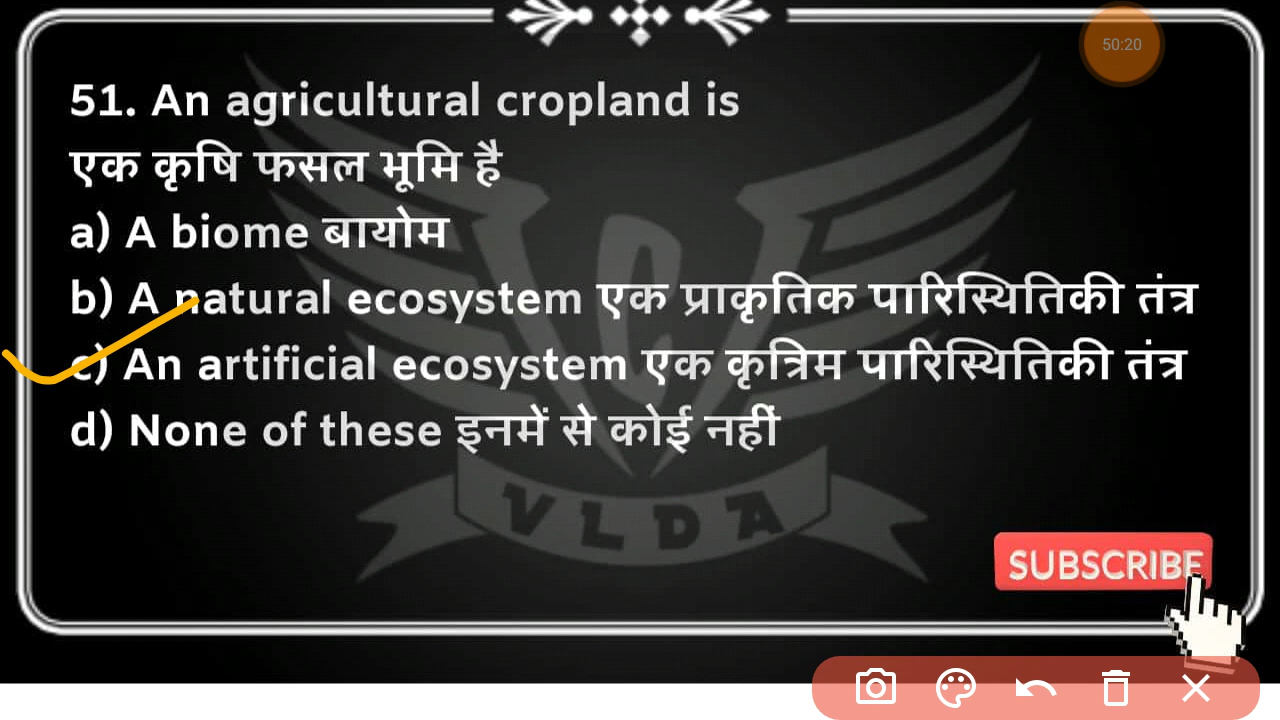 50:20
51. An agricultural cropland is
एक कृषि फसल भूमि है
a) A biome बायोम
b) A natural ecosystem एक प्राकृतिक पारिस्थितिकी तंत्र
c) An artificial ecosystem एक कृत्रिम पारिस्थितिकी तंत्र
d) None of these इनमें से कोई नहीं
VLDA
SUBSCRIBE